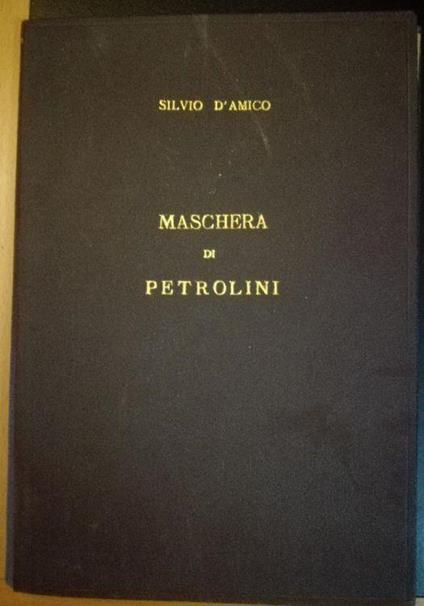 SILVIO D'AMICO
MASCHERA
DI
PETROLINI